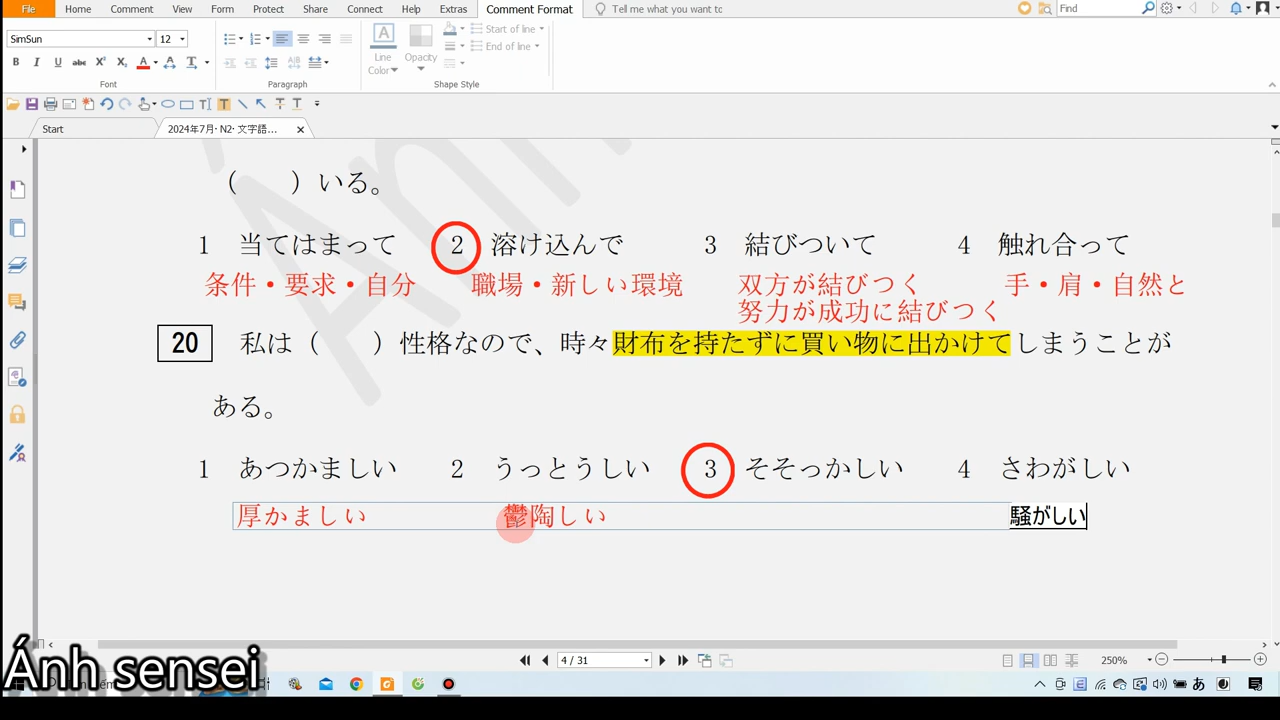 File Home Comment View Form Protect Share Connect Help Extras Comment Format Tell me what you want tc Find
SimSun 12 Start of line
End of line
Line Color Opacity
B I U abc X² X₂ A A T
Font Paragraph Shape Style
Start 2024年7月· N2· 文字語...
( )いる。
1 当てはまって 2 溶け込んで 3 結びついて 4 触れ合って
条件・要求・自分 職場・新しい環境 双方が結びつく 手・肩・自然と
努力が成功に結びつく
20 私は( )性格なので、時々財布を持たずに買い物に出かけてしまうことが
ある。
1 あつかましい 2 うっとうしい 3 そそっかしい 4 さわがしい
厚かましい 鬱陶しい 騒がしい
4 / 31 250%
Ánh sensei